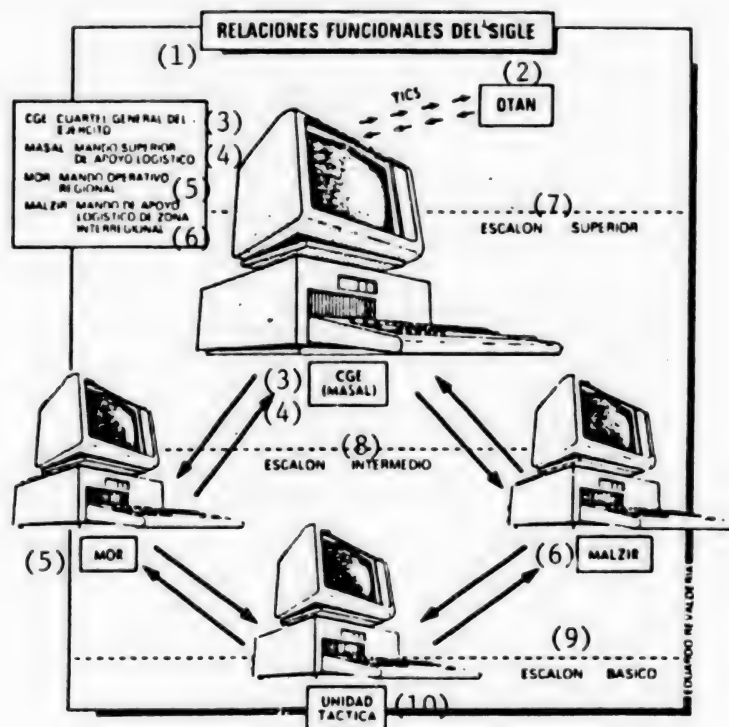 RELACIONES FUNCIONALES DEL SIGLE
(1)
(2)
TICS
OTAN
CGE CUARTEL GENERAL DEL (3)
EJERCITO
MASAL MANDO SUPERIOR (4)
DE APOYO LOGISTICO
MOR MANDO OPERATIVO
REGIONAL (5)
MALZIR MANDO DE APOYO
LOGISTICO DE ZONA
INTERREGIONAL (6)
(7)
ESCALON SUPERIOR
(3) CGE
(4) (MASAL)
(8)
ESCALON INTERMEDIO
(5) MOR
(6) MALZIR
(9)
ESCALON BASICO
UNIDAD (10)
TACTICA